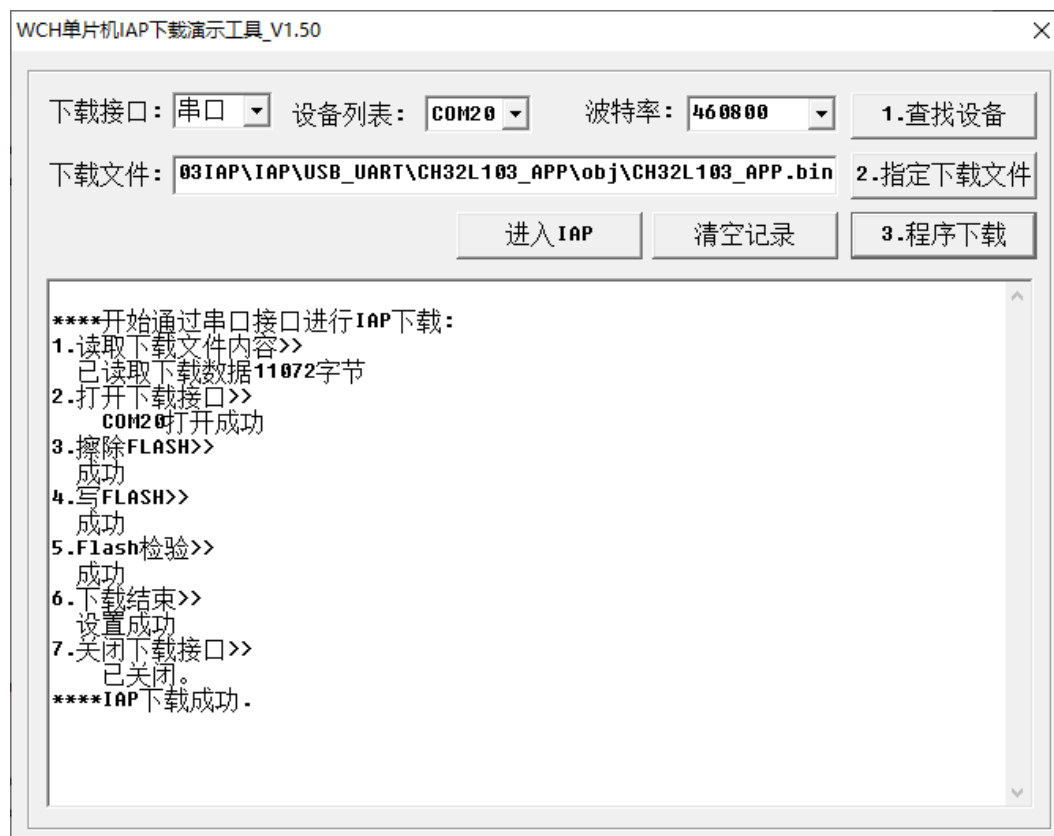 WCH单片机IAP下载演示工具_V1.50
下载接口: 串口 设备列表: COM20 波特率: 460800 1.查找设备
下载文件: 03IAP\IAP\USB_UART\CH32L103_APP\obj\CH32L103_APP.bin 2.指定下载文件
进入IAP 清空记录 3.程序下载
****开始通过串口接口进行IAP下载:
1.读取下载文件内容>>
已读取下载数据11072字节
2.打开下载接口>>
COM20打开成功
3.擦除FLASH>>
成功
4.写FLASH>>
成功
5.Flash检验>>
成功
6.下载结束>>
设置成功
7.关闭下载接口>>
已关闭。
****IAP下载成功.